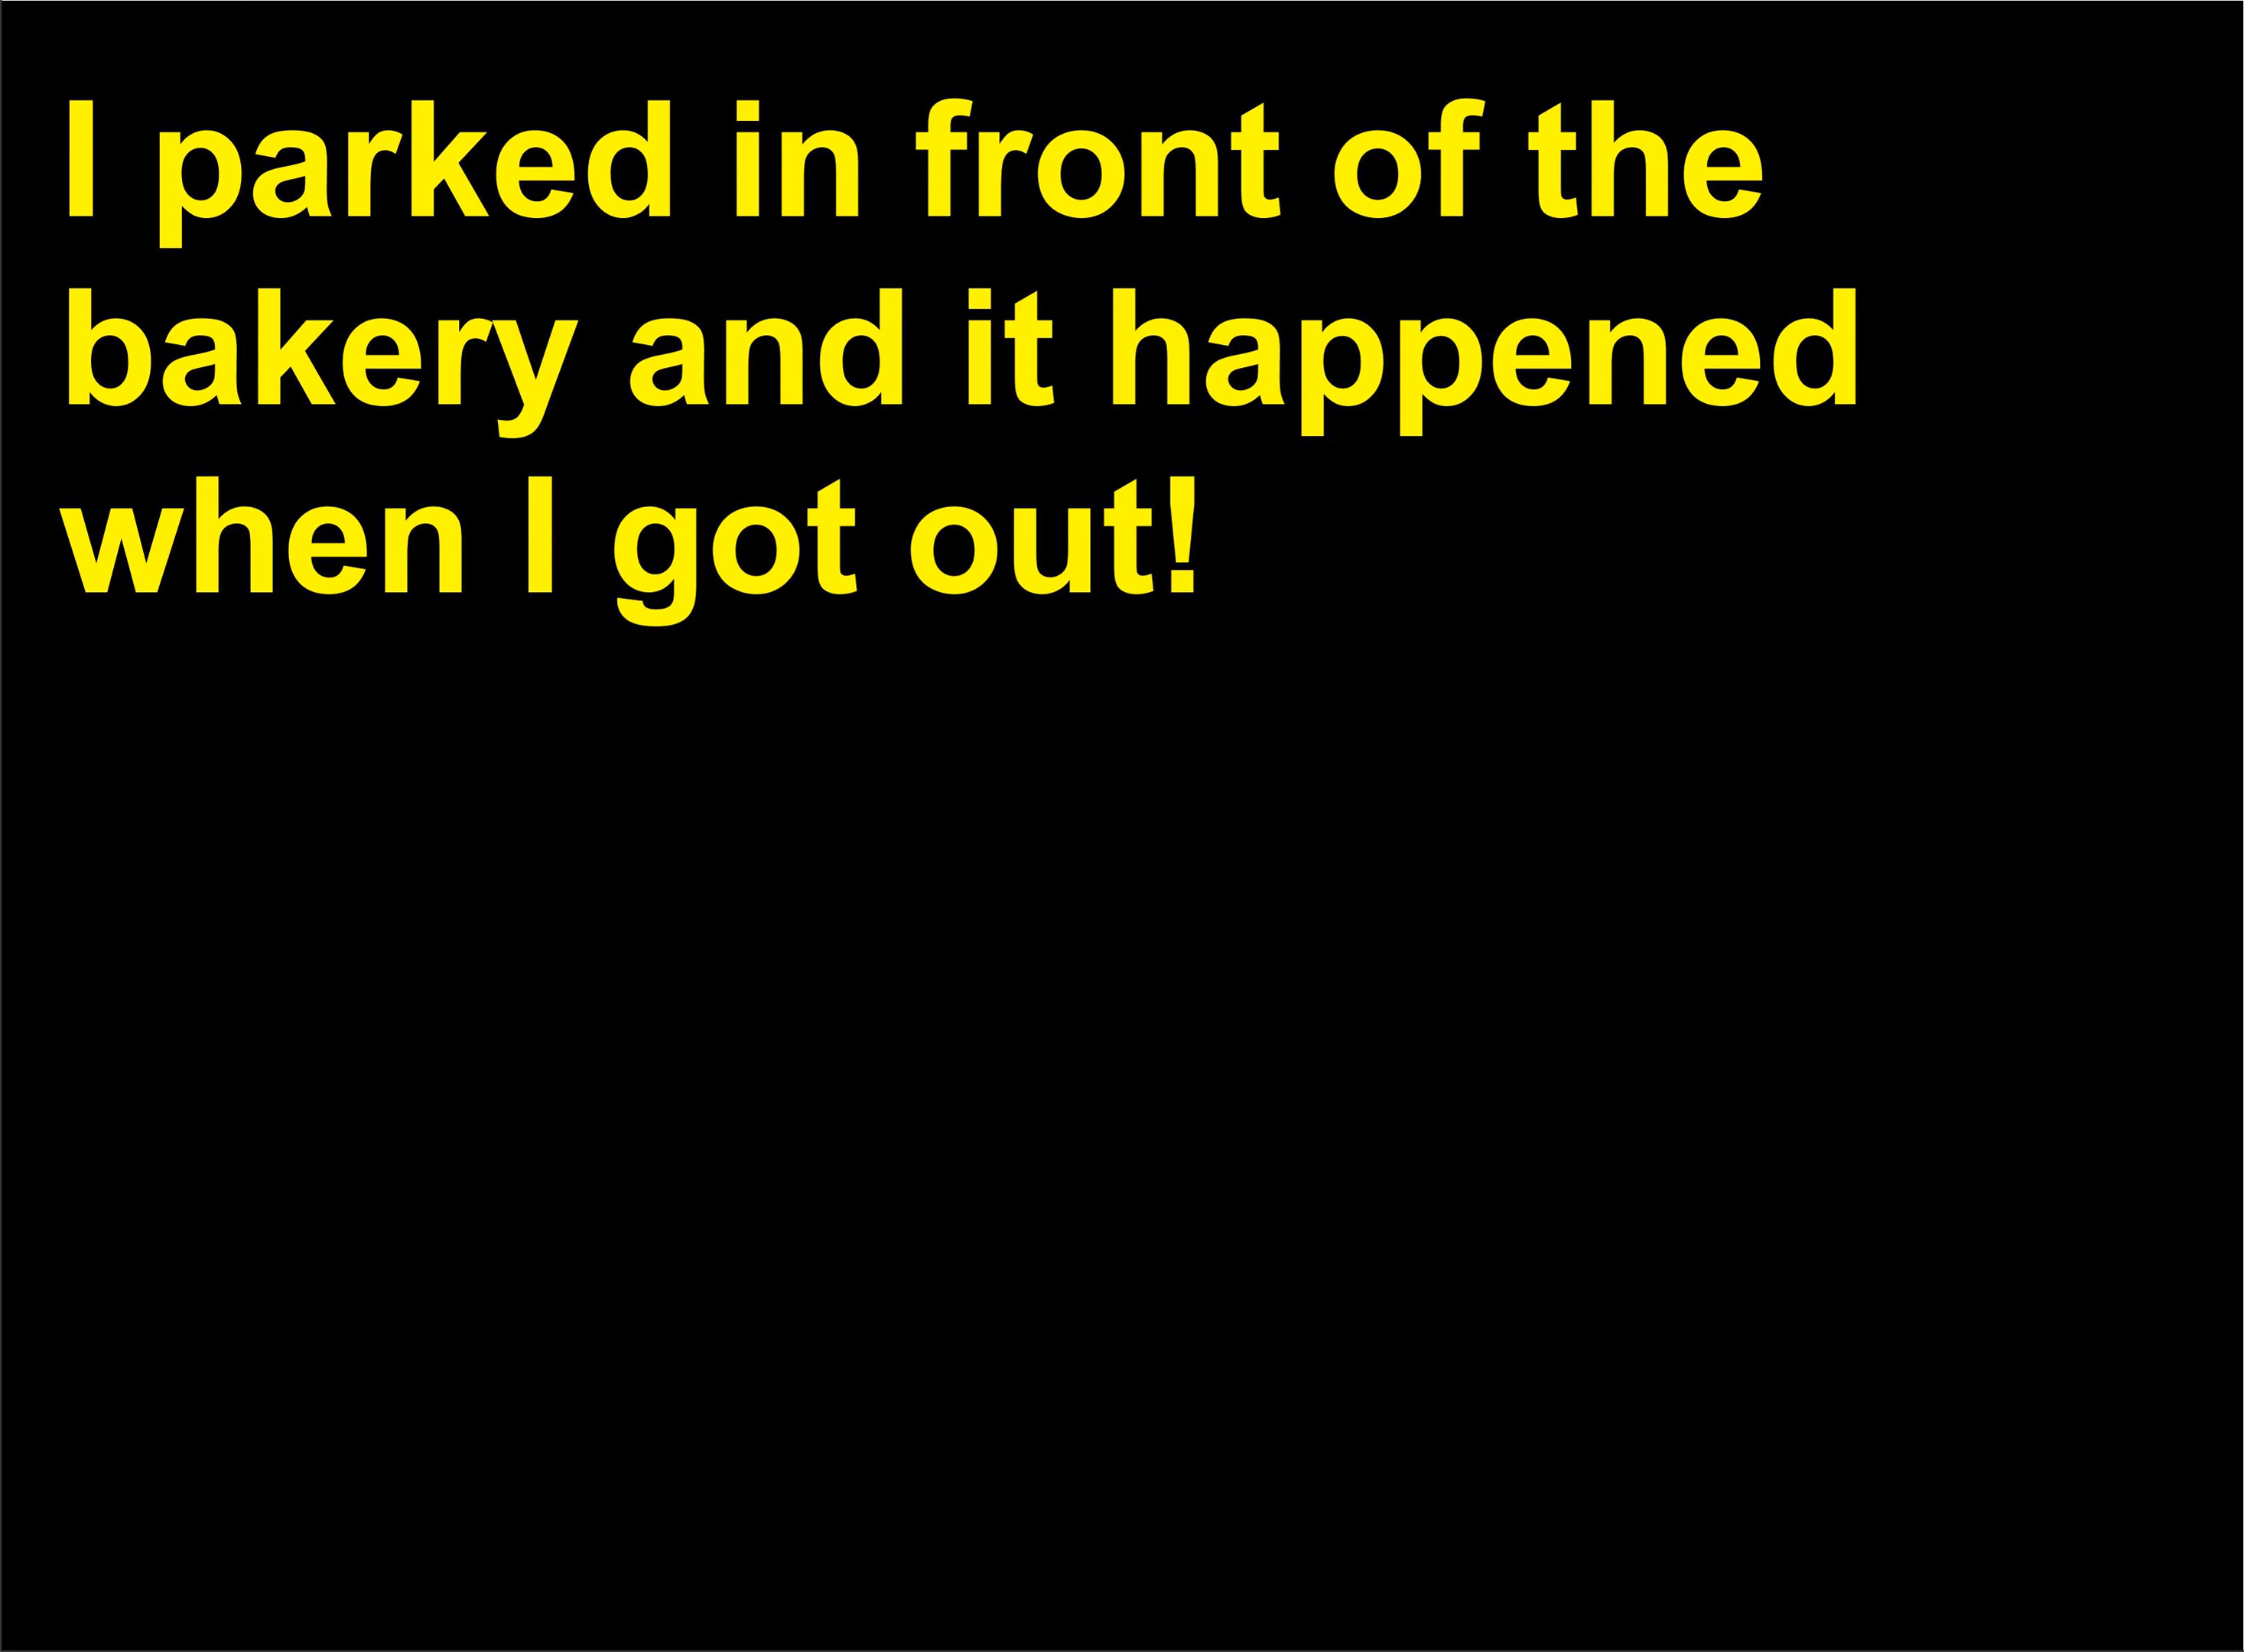 I parked in front of the
bakery and it happened
when I got out!